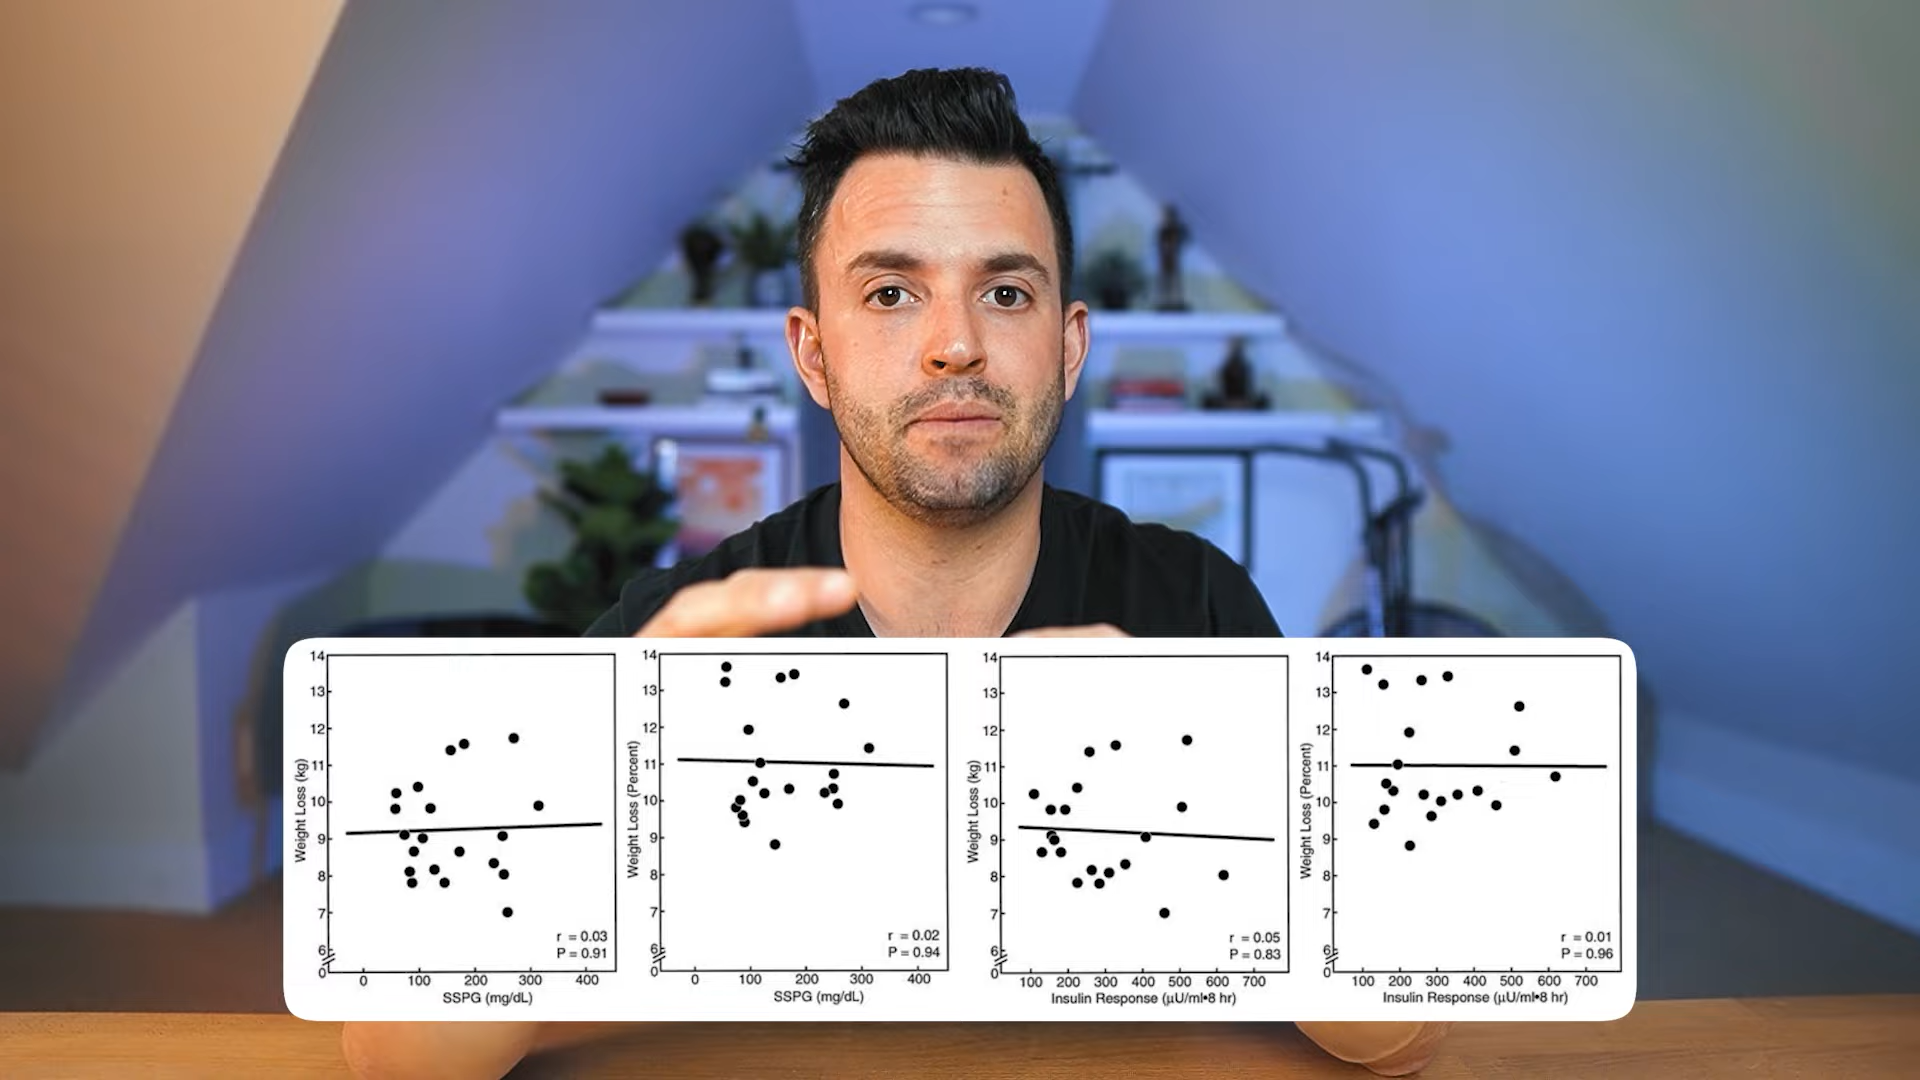 14
13
12
11
10
9
8
7
6
0
Weight Loss (kg)
0 100 200 300 400
SSPG (mg/dL)
r = 0.03
P = 0.91
14
13
12
11
10
9
8
7
6
0
Weight Loss (Percent)
0 100 200 300 400
SSPG (mg/dL)
r = 0.02
P = 0.94
14
13
12
11
10
9
8
7
6
0
Weight Loss (kg)
100 200 300 400 500 600 700
Insulin Response (µU/ml•8 hr)
r = 0.05
P = 0.83
14
13
12
11
10
9
8
7
6
0
Weight Loss (Percent)
100 200 300 400 500 600 700
Insulin Response (µU/ml•8 hr)
r = 0.01
P = 0.96